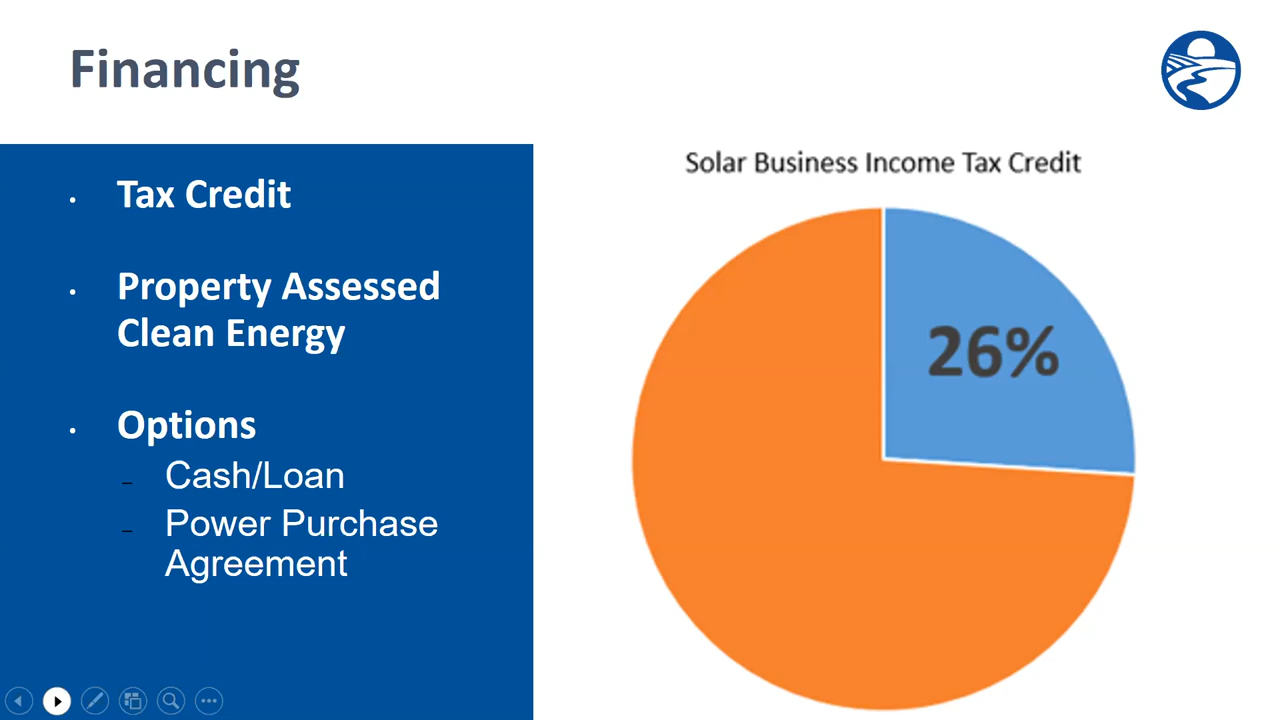 Financing
Tax Credit
Property Assessed
Clean Energy
Options
Cash/Loan
Power Purchase
Agreement
Solar Business Income Tax Credit
26%